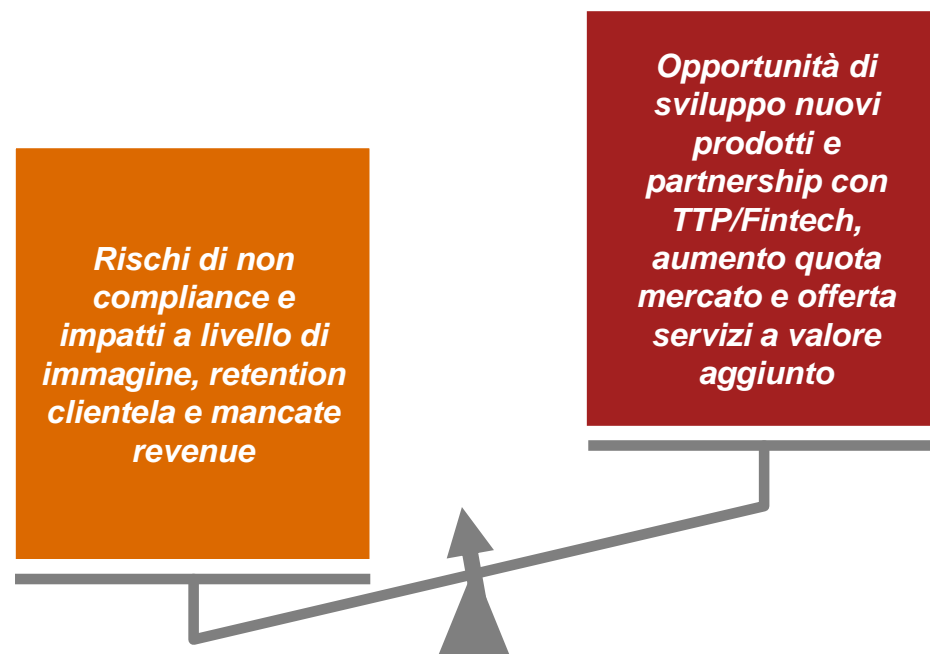 Rischi di non
compliance e
impatti a livello di
immagine, retention
clientela e mancate
revenue
Opportunità di
sviluppo nuovi
prodotti e
partnership con
TTP/Fintech,
aumento quota
mercato e offerta
servizi a valore
aggiunto